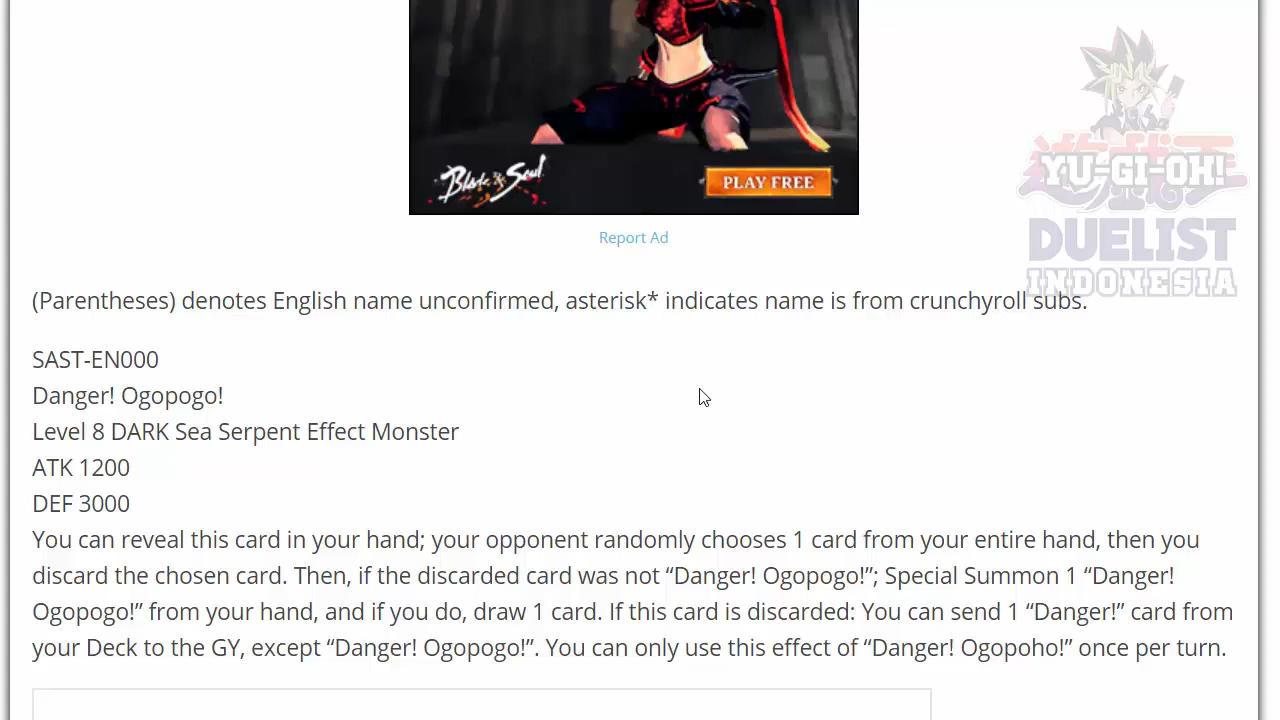 Blade & Soul
PLAY FREE
遊戯王
YU-GI-OH!
DUELIST
INDONESIA
Report Ad
(Parentheses) denotes English name unconfirmed, asterisk* indicates name is from crunchyroll subs.
SAST-EN000
Danger! Ogopogo!
Level 8 DARK Sea Serpent Effect Monster
ATK 1200
DEF 3000
You can reveal this card in your hand; your opponent randomly chooses 1 card from your entire hand, then you
discard the chosen card. Then, if the discarded card was not “Danger! Ogopogo!”; Special Summon 1 “Danger!
Ogopogo!” from your hand, and if you do, draw 1 card. If this card is discarded: You can send 1 “Danger!” card from
your Deck to the GY, except “Danger! Ogopogo!”. You can only use this effect of “Danger! Ogopoho!” once per turn.